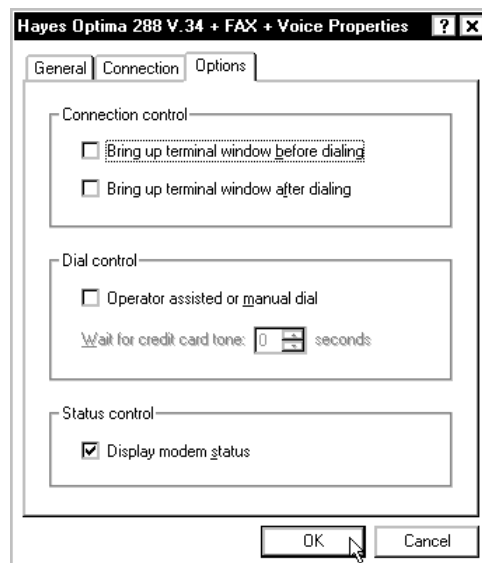 Hayes Optima 288 V.34 + FAX + Voice Properties ? X
General Connection Options
Connection control
Bring up terminal window before dialing
Bring up terminal window after dialing
Dial control
Operator assisted or manual dial
Wait for credit card tone: 0 seconds
Status control
Display modem status
OK Cancel